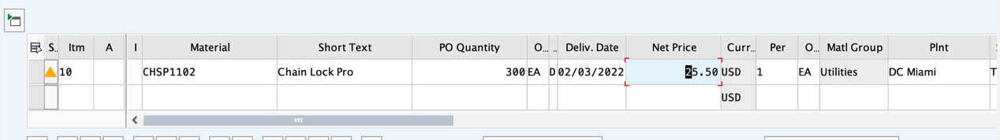 S.. Itm A I Material Short Text PO Quantity O... .. Deliv. Date Net Price Curr... Per O... Matl Group Plnt
10 CHSP1102 Chain Lock Pro 300 EA D 02/03/2022 25.50 USD 1 EA Utilities DC Miami T
USD